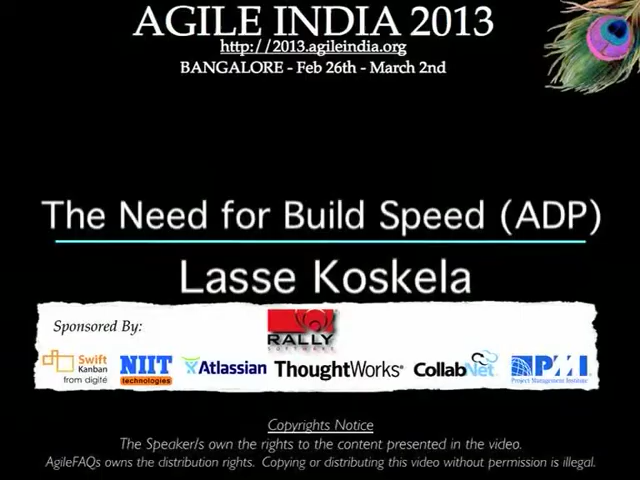 AGILE INDIA 2013
http://2013.agileindia.org
BANGALORE - Feb 26th - March 2nd
The Need for Build Speed (ADP)
Lasse Koskela
Sponsored By:
RALLY
SOFTWARE
Swift
Kanban
from digité
NIIT
technologies
Atlassian
ThoughtWorks®
CollabNet
PMI
Project Management Institute
Copyrights Notice
The Speaker/s own the rights to the content presented in the video.
AgileFAQs owns the distribution rights. Copying or distributing this video without permission is illegal.